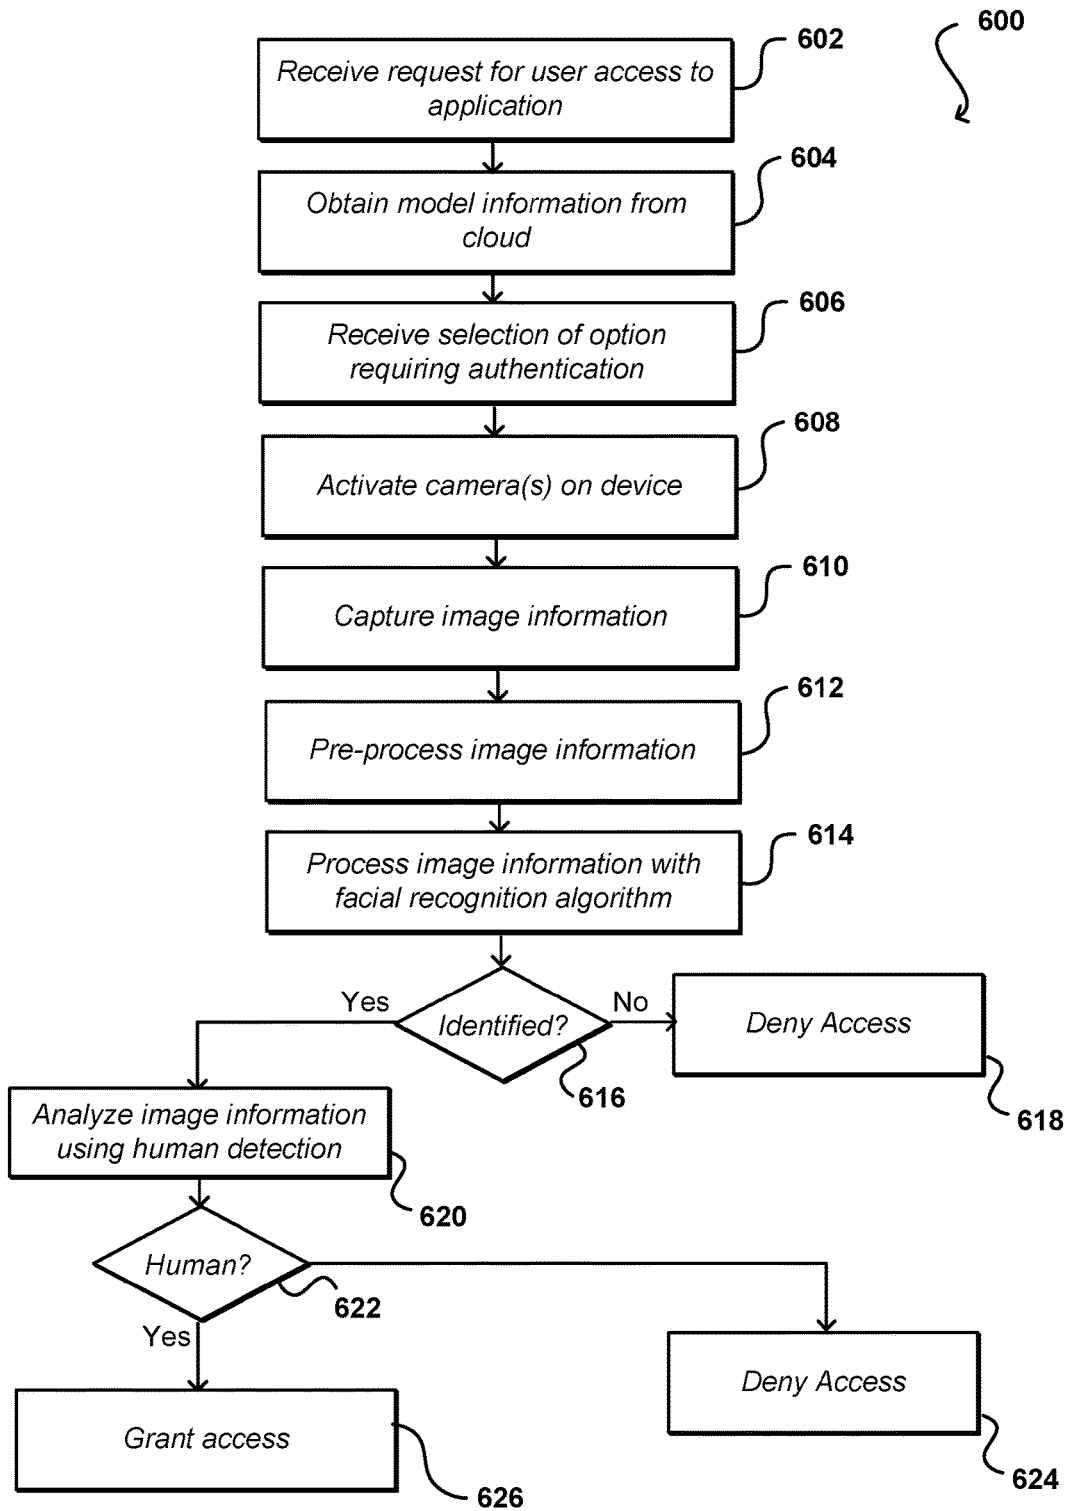 600
602
Receive request for user access to
application
604
Obtain model information from
cloud
606
Receive selection of option
requiring authentication
608
Activate camera(s) on device
610
Capture image information
612
Pre-process image information
614
Process image information with
facial recognition algorithm
Yes
Identified?
No
616
Deny Access
618
Analyze image information
using human detection
620
Human?
622
Yes
Deny Access
624
Grant access
626